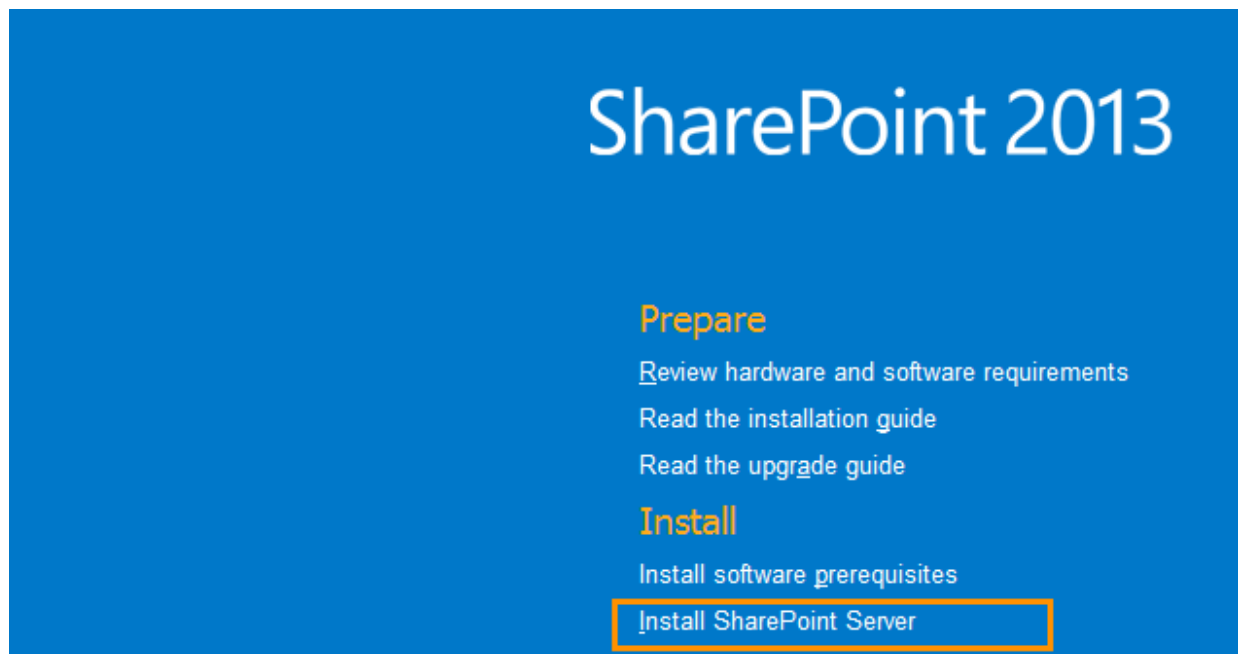 SharePoint 2013
Prepare
Review hardware and software requirements
Read the installation guide
Read the upgrade guide
Install
Install software prerequisites
Install SharePoint Server